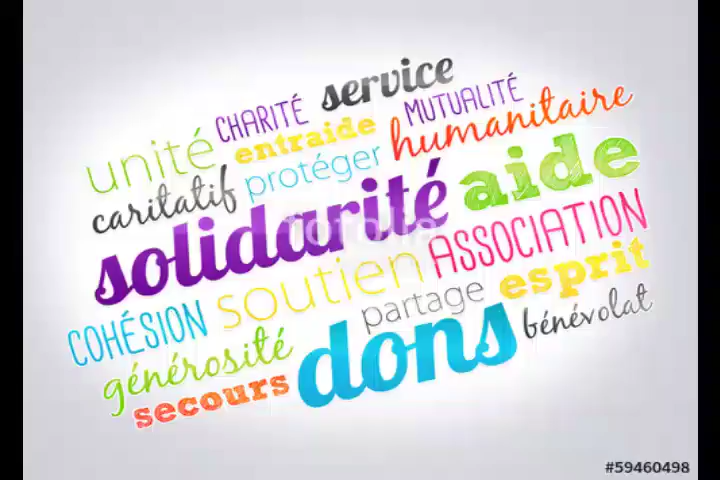 service
CHARITÉ
MUTUALITÉ
unité
entraide
humanitaire
caritatif
protéger
aide
solidarité
fotolia
ASSOCIATION
soutien
esprit
COHÉSION
partage
bénévolat
générosité
dons
secours
#59460498